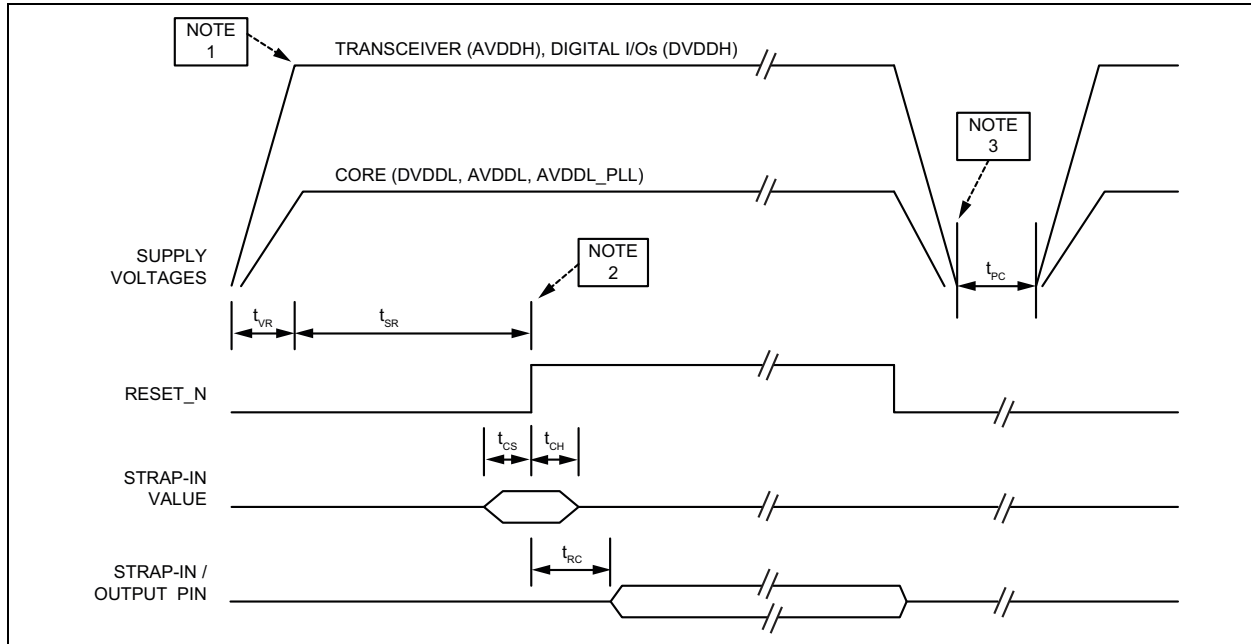 NOTE
1
TRANSCEIVER (AVDDH), DIGITAL I/Os (DVDDH)
NOTE
3
CORE (DVDDL, AVDDL, AVDDL_PLL)
NOTE
2
SUPPLY
VOLTAGES
tPC
tVR
tSR
RESET_N
tCS
tCH
STRAP-IN
VALUE
tRC
STRAP-IN /
OUTPUT PIN